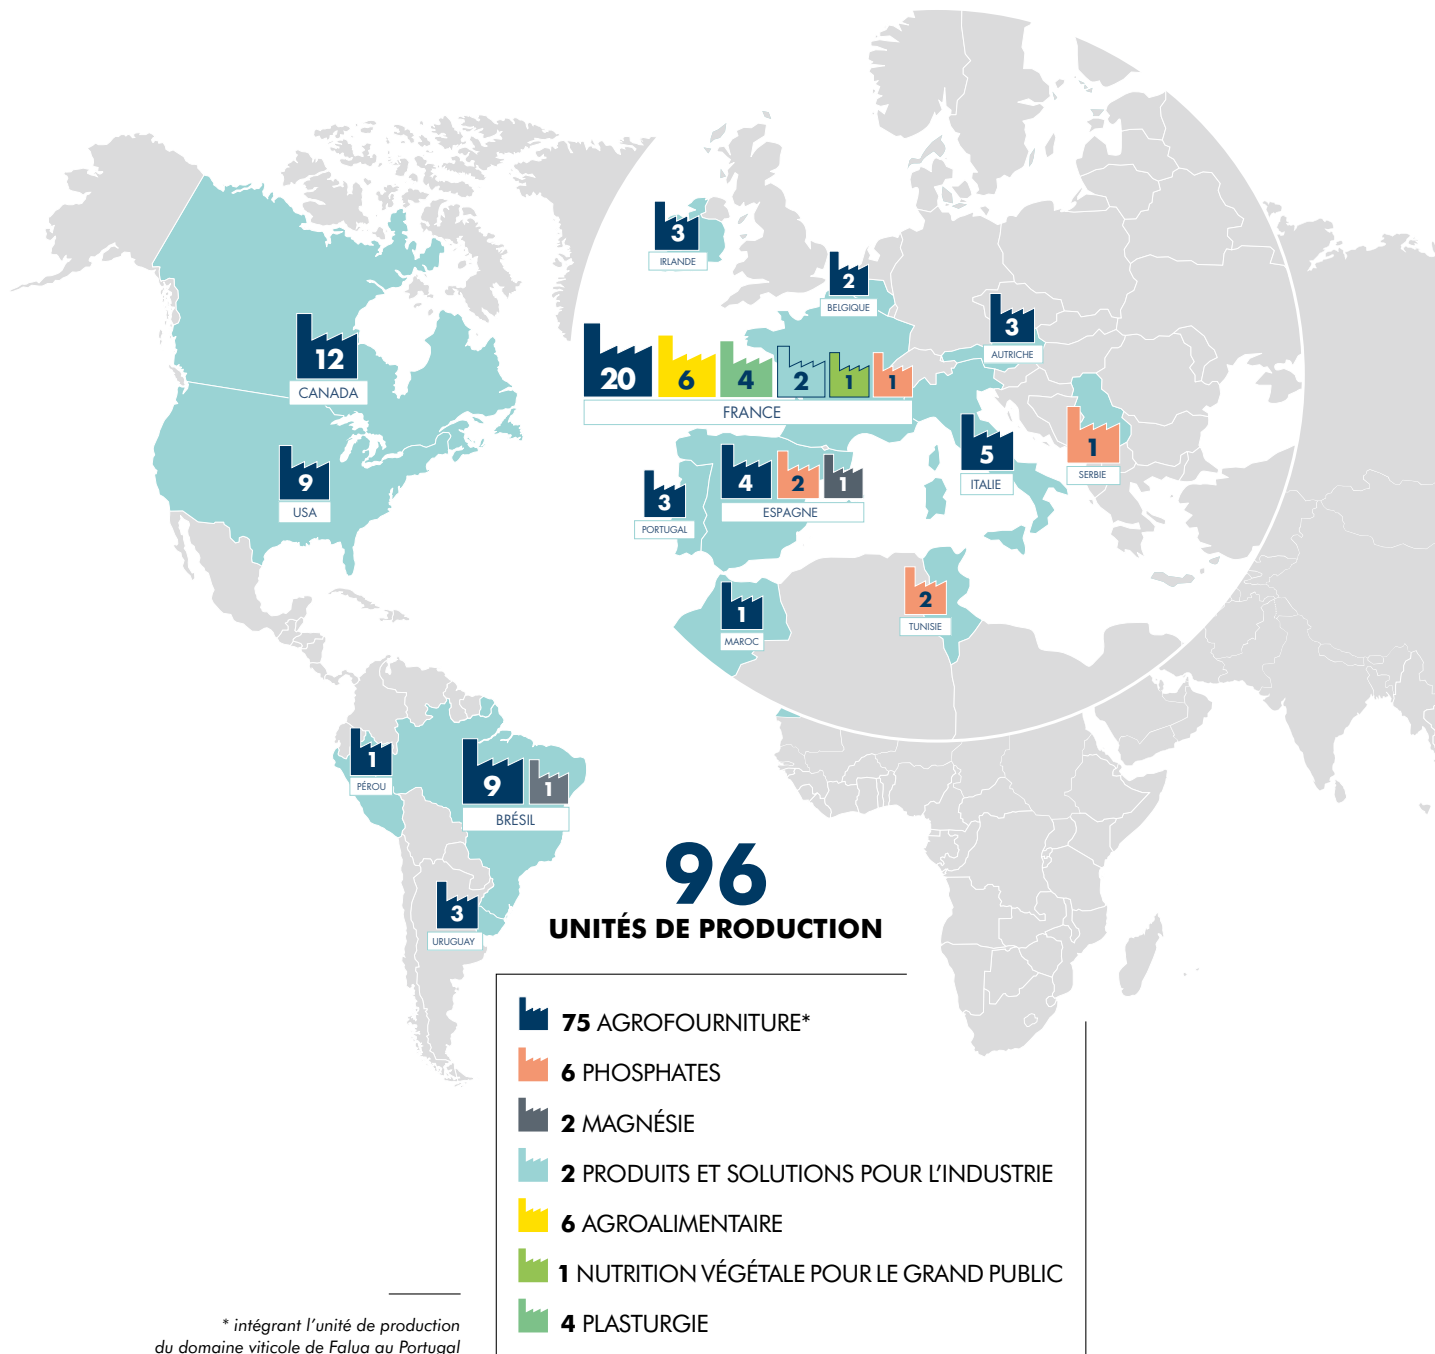 3
IRLANDE
2
BELGIQUE
3
AUTRICHE
12
CANADA
20 6 4 2 1 1
FRANCE
9
USA
3
PORTUGAL
4 2 1
ESPAGNE
5
ITALIE
1
SERBIE
1
MAROC
2
TUNISIE
1
PÉROU
9 1
BRÉSIL
3
URUGUAY
96
UNITÉS DE PRODUCTION
75 AGROFOURNITURE*
6 PHOSPHATES
2 MAGNÉSIE
2 PRODUITS ET SOLUTIONS POUR L'INDUSTRIE
6 AGROALIMENTAIRE
1 NUTRITION VÉGÉTALE POUR LE GRAND PUBLIC
4 PLASTURGIE
* intégrant l'unité de production
du domaine viticole de Falua au Portugal